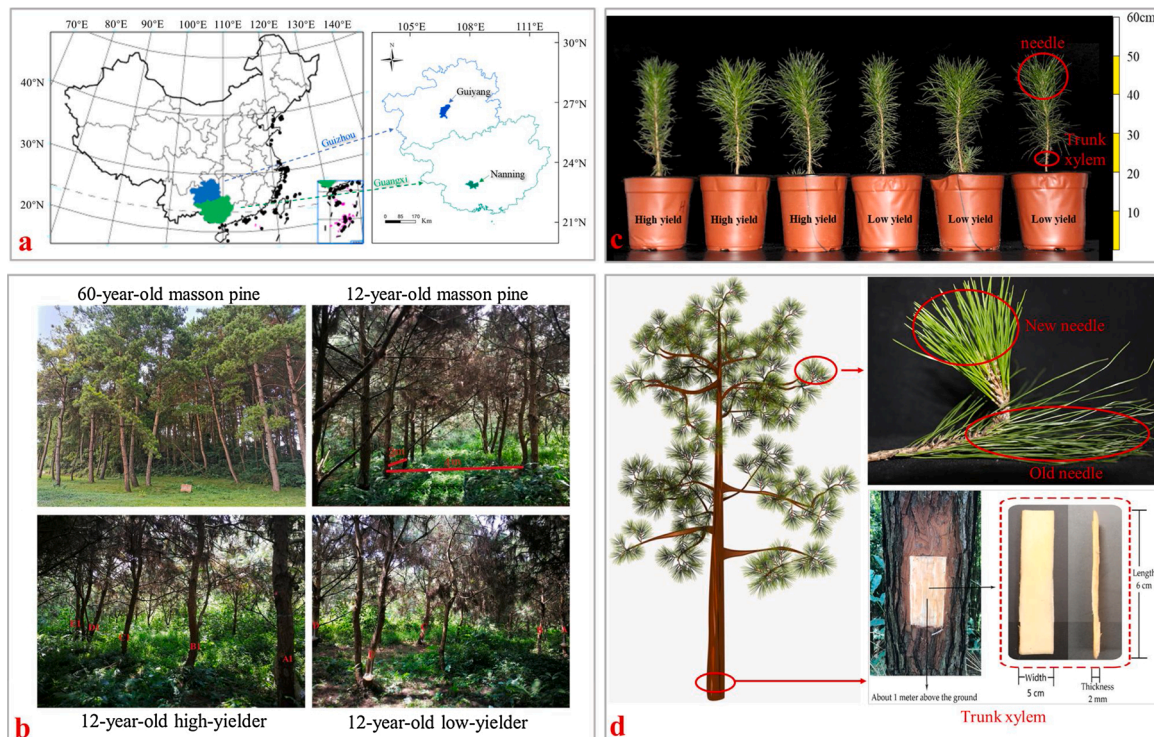 70°E 80°E 90°E 100°E 110°E 120°E 130°E 140°E
40°N
30°N
20°N
Guizhou
Guangxi
105°E 108°E 111°E
30°N
27°N
24°N
21°N
N
Guiyang
Nanning
0 85 170
Km
a
60cm
50
40
30
20
10
needle
Trunk
xylem
High yield High yield High yield Low yield Low yield Low yield
c
60-year-old masson pine 12-year-old masson pine
B1
A1
12-year-old high-yielder 12-year-old low-yielder
b
New needle
Old needle
Length
6 cm
Width
5 cm
Thickness
2 mm
About 1 meter above the ground
Trunk xylem
d